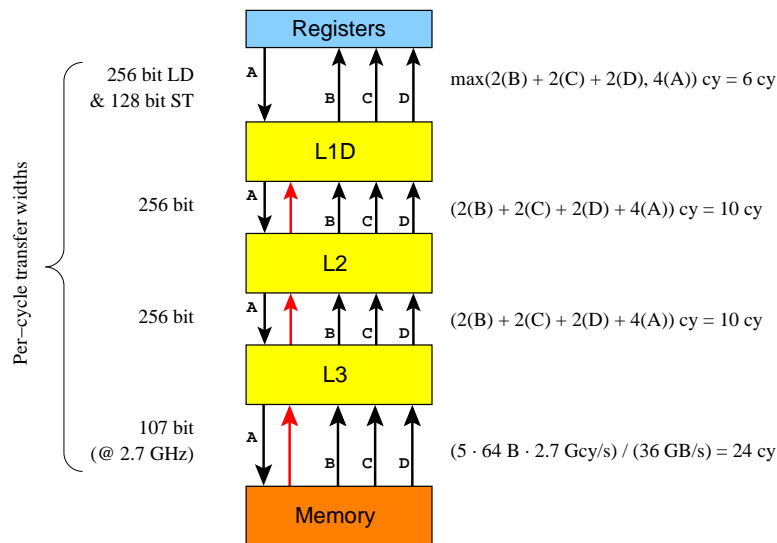 Registers
256 bit LD
& 128 bit ST
A
B
C
D
max(2(B) + 2(C) + 2(D), 4(A)) cy = 6 cy
L1D
256 bit
A
B
C
D
(2(B) + 2(C) + 2(D) + 4(A)) cy = 10 cy
Per−cycle transfer widths
L2
256 bit
A
B
C
D
(2(B) + 2(C) + 2(D) + 4(A)) cy = 10 cy
L3
107 bit
(@ 2.7 GHz)
A
B
C
D
(5 · 64 B · 2.7 Gcy/s) / (36 GB/s) = 24 cy
Memory